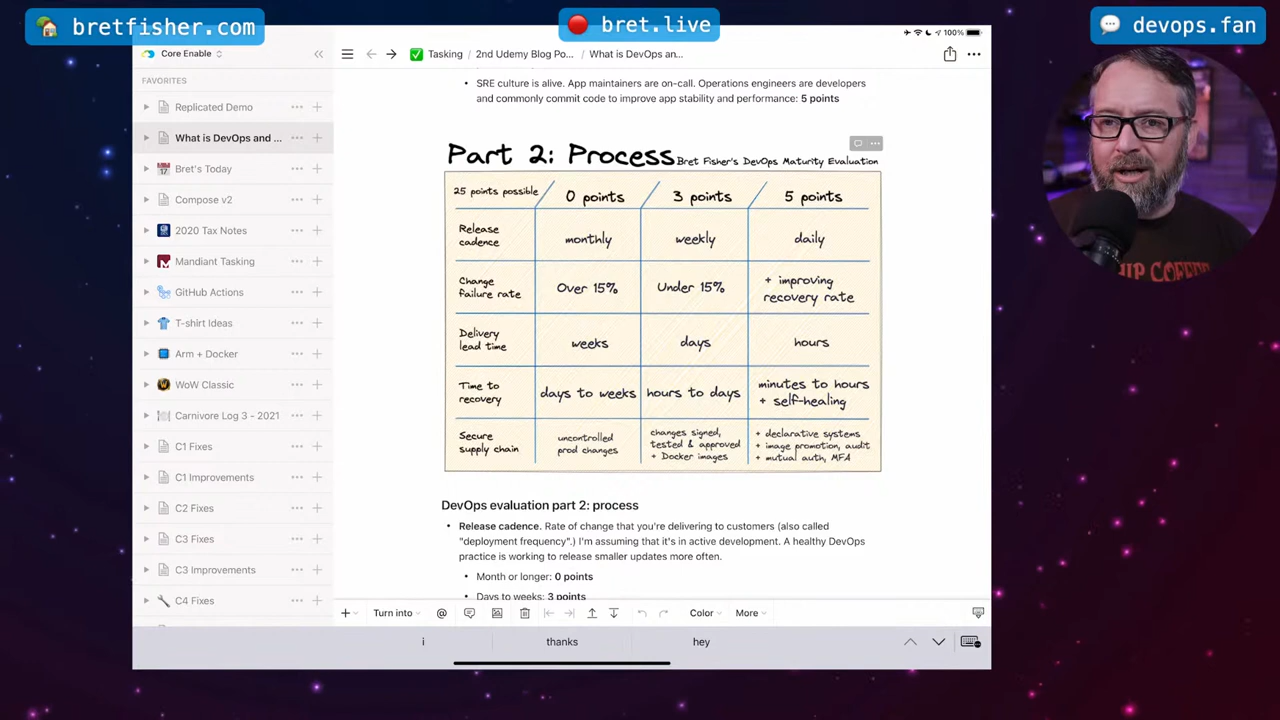 bretfisher.com
bret.live
devops.fan
100%
Core Enable
Tasking / 2nd Udemy Blog Po... / What is DevOps an...
FAVORITES
Replicated Demo
What is DevOps and ...
Bret's Today
Compose v2
2020 Tax Notes
Mandiant Tasking
GitHub Actions
T-shirt Ideas
Arm + Docker
WoW Classic
Carnivore Log 3 - 2021
C1 Fixes
C1 Improvements
C2 Fixes
C3 Fixes
C3 Improvements
C4 Fixes
• SRE culture is alive. App maintainers are on-call. Operations engineers are developers
and commonly commit code to improve app stability and performance: 5 points
Part 2: Process Bret Fisher's DevOps Maturity Evaluation
25 points possible 0 points 3 points 5 points
Release
cadence
monthly
weekly
daily
Change
failure rate
Over 15%
Under 15%
+ improving
recovery rate
Delivery
lead time
weeks
days
hours
Time to
recovery
days to weeks
hours to days
minutes to hours
+ self-healing
Secure
supply chain
uncontrolled
prod changes
changes signed,
tested & approved
+ Docker images
+ declarative systems
+ image promotion, audit
+ mutual auth, MFA
DevOps evaluation part 2: process
• Release cadence. Rate of change that you're delivering to customers (also called
"deployment frequency".) I'm assuming that it's in active development. A healthy DevOps
practice is working to release smaller updates more often.
• Month or longer: 0 points
• Days to weeks: 3 points
Turn into
@
Color
More
i
thanks
hey